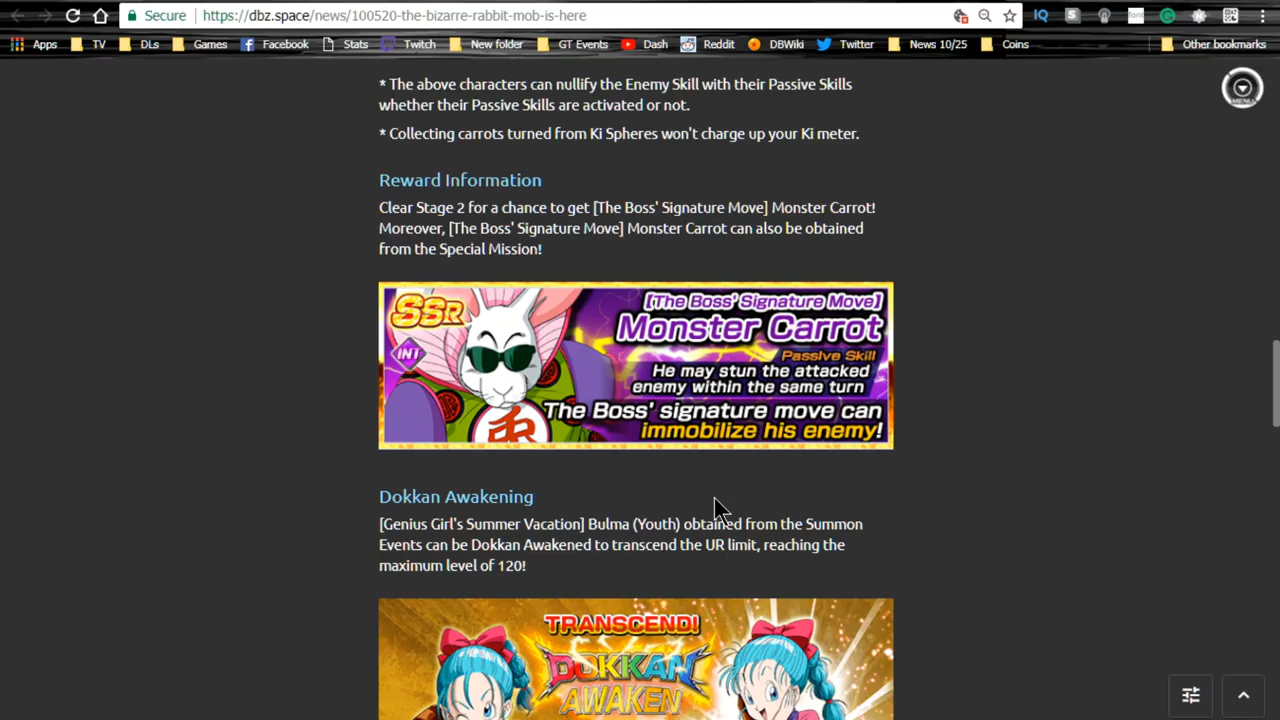 Secure https://dbz.space/news/100520-the-bizarre-rabbit-mob-is-here
IQ S font
Apps TV DLs Games Facebook Stats Twitch New folder GT Events Dash Reddit DBWiki Twitter News 10/25 Coins Other bookmarks
* The above characters can nullify the Enemy Skill with their Passive Skills
whether their Passive Skills are activated or not.
MENU
* Collecting carrots turned from Ki Spheres won't charge up your Ki meter.
Reward Information
Clear Stage 2 for a chance to get [The Boss' Signature Move] Monster Carrot!
Moreover, [The Boss' Signature Move] Monster Carrot can also be obtained
from the Special Mission!
SSR
[The Boss' Signature Move]
Monster Carrot
INT
Passive Skill
He may stun the attacked
enemy within the same turn
The Boss' signature move can
immobilize his enemy!
兎
Dokkan Awakening
[Genius Girl's Summer Vacation] Bulma (Youth) obtained from the Summon
Events can be Dokkan Awakened to transcend the UR limit, reaching the
maximum level of 120!
TRANSCEND!
DOKKAN
AWAKEN